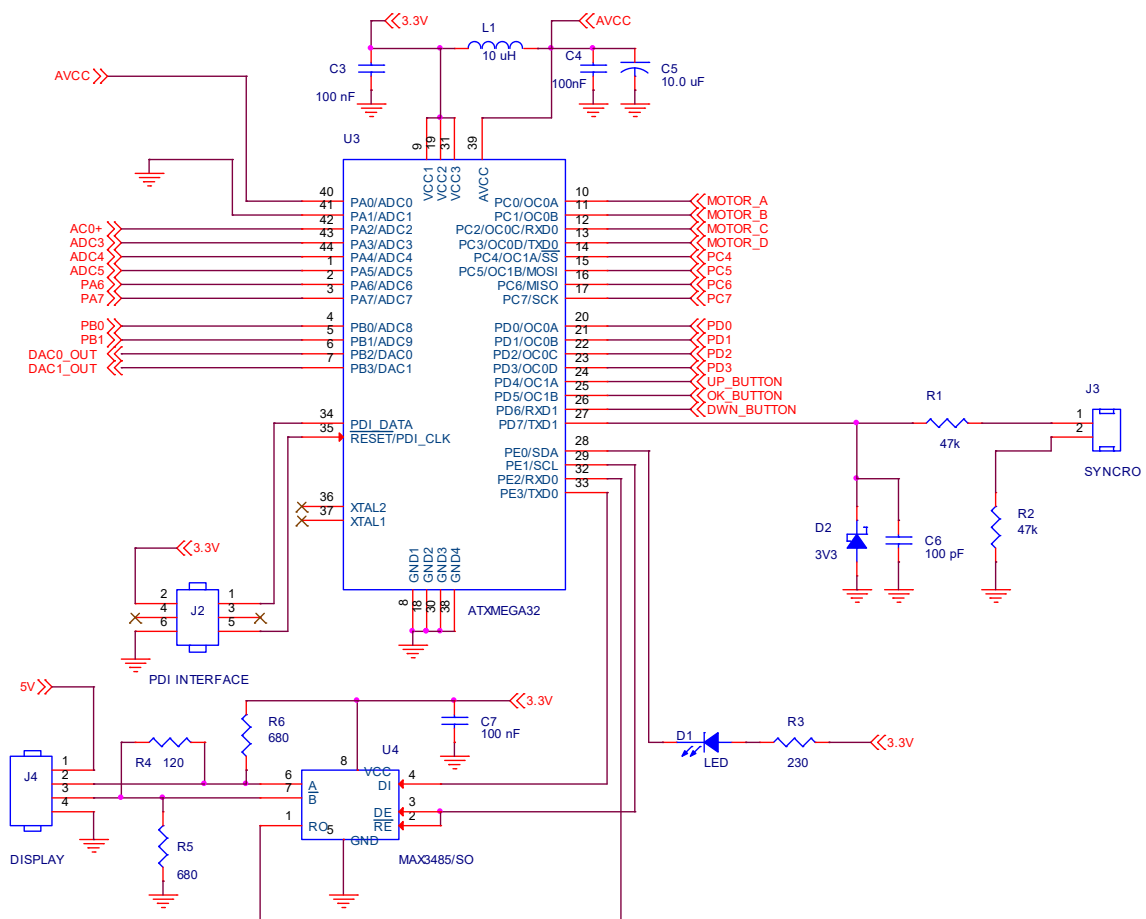 3.3V
L1
10 uH
AVCC
AVCC
C3
100 nF
C4
100nF
C5
10.0 uF
U3
9
19
31
39
VCC1
VCC2
VCC3
AVCC
40 PA0/ADC0
41 PA1/ADC1
AC0+ 42 PA2/ADC2
ADC3 43 PA3/ADC3
ADC4 44 PA4/ADC4
ADC5 1 PA5/ADC5
PA6 2 PA6/ADC6
PA7 3 PA7/ADC7
PB0 4 PB0/ADC8
PB1 5 PB1/ADC9
DAC0_OUT 6 PB2/DAC0
DAC1_OUT 7 PB3/DAC1
34 PDI_DATA
35 RESET/PDI_CLK
36 XTAL2
37 XTAL1
PC0/OC0A 10 MOTOR_A
PC1/OC0B 11 MOTOR_B
PC2/OC0C/RXD0 12 MOTOR_C
PC3/OC0D/TXD0 13 MOTOR_D
PC4/OC1A/SS 14 PC4
PC5/OC1B/MOSI 15 PC5
PC6/MISO 16 PC6
PC7/SCK 17 PC7
PD0/OC0A 20 PD0
PD1/OC0B 21 PD1
PD2/OC0C 22 PD2
PD3/OC0D 23 PD3
PD4/OC1A 24 UP_BUTTON
PD5/OC1B 25 OK_BUTTON
PD6/RXD1 26 DWN_BUTTON
PD7/TXD1 27
PE0/SDA 28
PE1/SCL 29
PE2/RXD0 32
PE3/TXD0 33
GND1
GND2
GND3
GND4
8
18
30
38
ATXMEGA32
R1
47k
J3
1
2
SYNCRO
R2
47k
D2
3V3
C6
100 pF
3.3V
2 J2 1
4 3
6 5
PDI INTERFACE
5V
J4
1
2
3
4
DISPLAY
R4 120
R6
680
R5
680
3.3V
C7
100 nF
U4
8 VCC
6 A
7 B
1 RO
5 GND
DI 4
DE 3
RE 2
MAX3485/SO
D1
LED
R3
230
3.3V